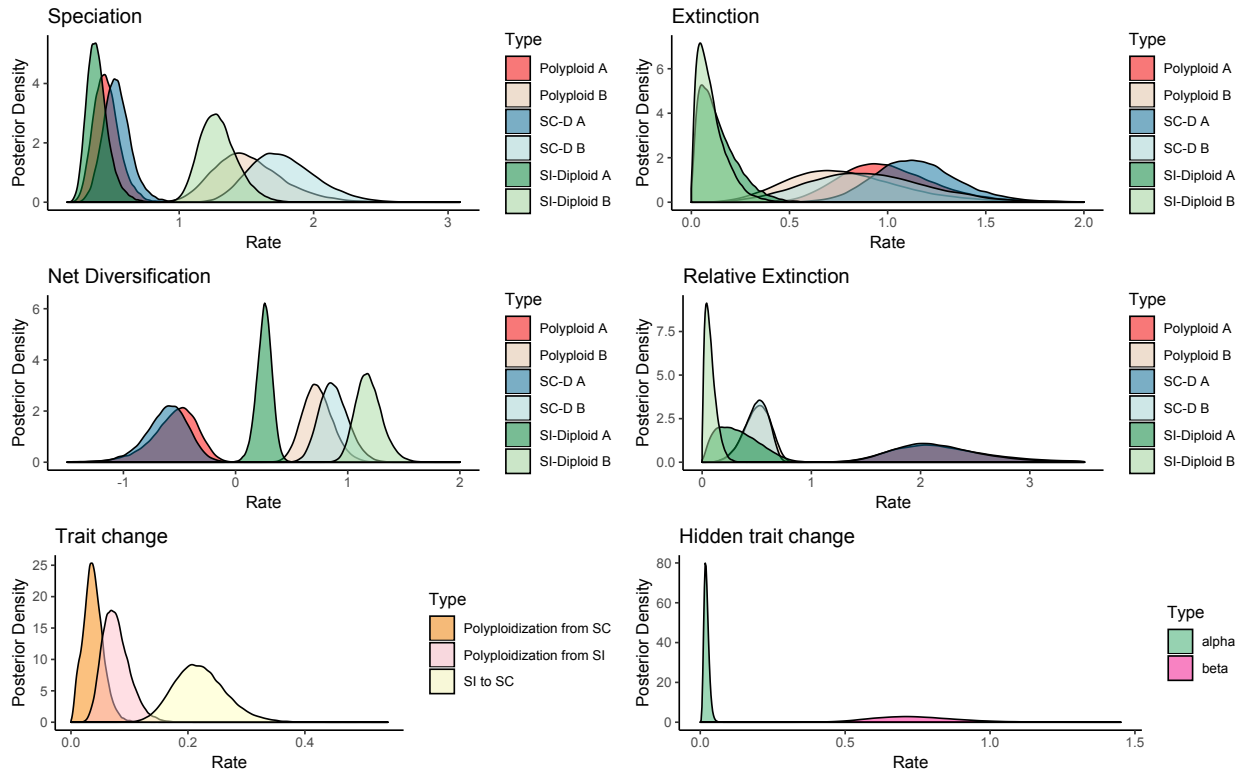 Speciation
Posterior Density
4
2
0
1
2
3
Rate
Type
Polyploid A
Polyploid B
SC-D A
SC-D B
SI-Diploid A
SI-Diploid B
Extinction
Posterior Density
6
4
2
0
0.0
0.5
1.0
1.5
2.0
Rate
Type
Polyploid A
Polyploid B
SC-D A
SC-D B
SI-Diploid A
SI-Diploid B
Net Diversification
Posterior Density
6
4
2
0
-1
0
1
2
Rate
Type
Polyploid A
Polyploid B
SC-D A
SC-D B
SI-Diploid A
SI-Diploid B
Relative Extinction
Posterior Density
7.5
5.0
2.5
0.0
0
1
2
3
Rate
Type
Polyploid A
Polyploid B
SC-D A
SC-D B
SI-Diploid A
SI-Diploid B
Trait change
Posterior Density
25
20
15
10
5
0
0.0
0.2
0.4
Rate
Type
Polyploidization from SC
Polyploidization from SI
SI to SC
Hidden trait change
Posterior Density
80
60
40
20
0
0.0
0.5
1.0
1.5
Rate
Type
alpha
beta